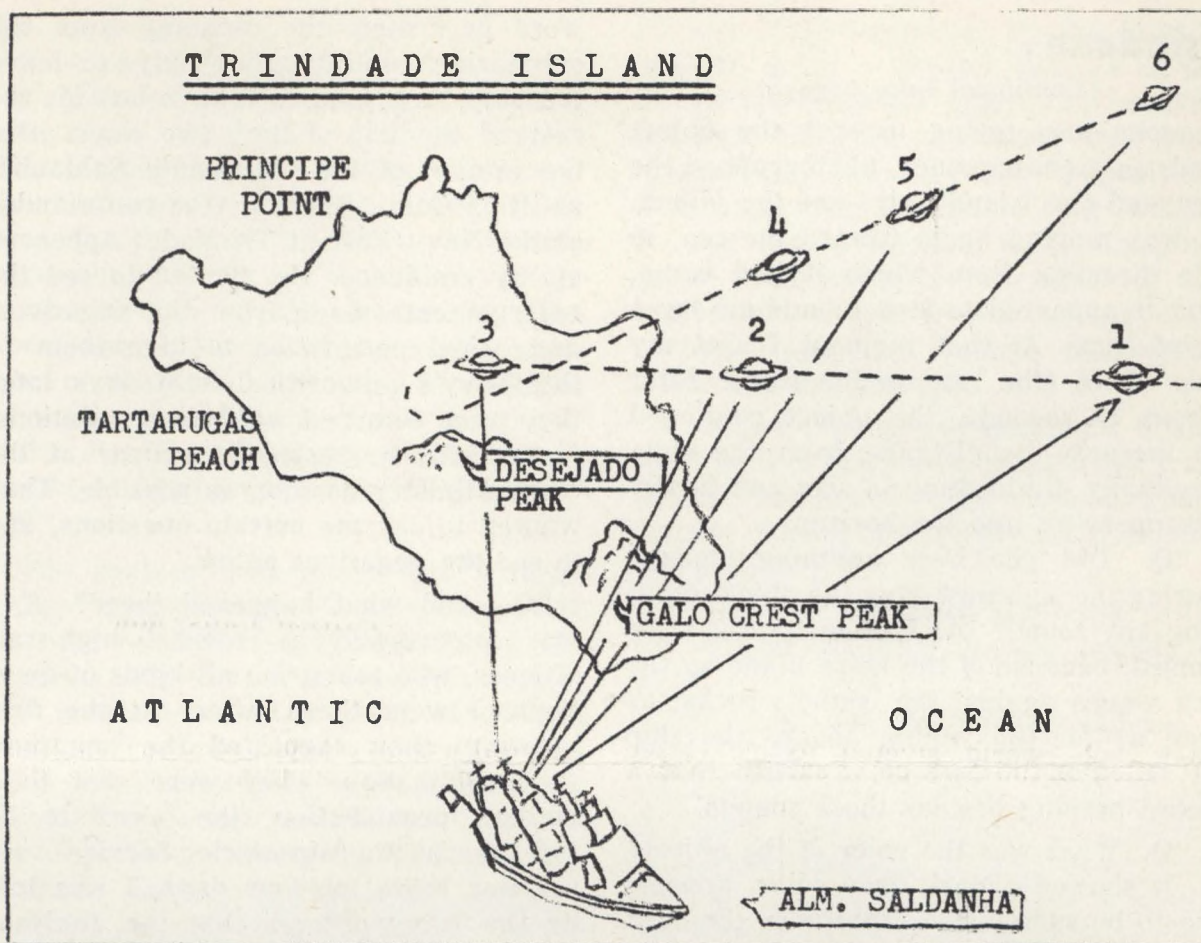 TRINDADE ISLAND
6
PRINCIPE
POINT
5
4
3
2
1
TARTARUGAS
BEACH
DESEJADO
PEAK
GALO CREST PEAK
ATLANTIC
OCEAN
ALM. SALDANHA